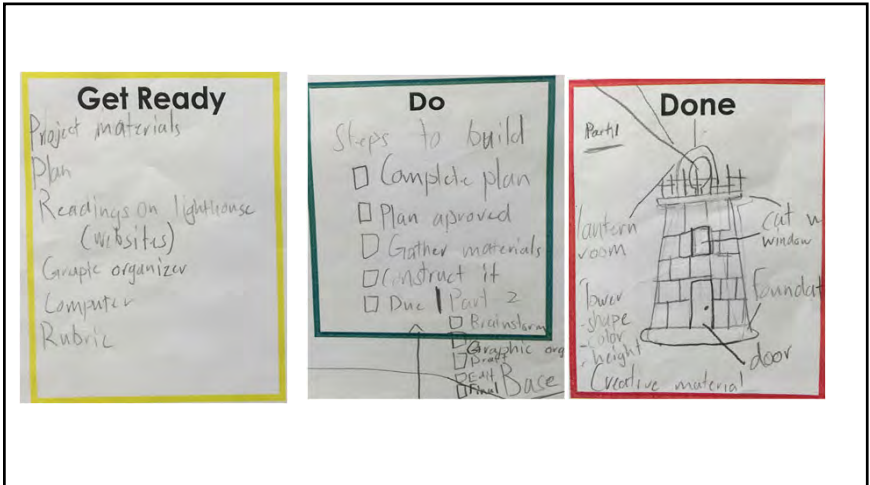 Get Ready
Project materials
Plan
Readings on lighthouse
(websites)
Graphic organizer
Computer
Rubric
Do
Steps to build
Complete plan
Plan aproved
Gather materials
Construct it
Due
Part 2
Brainstorm
Graphic org
Draft
Edit
Final
Base
Done
Part 1
lantern
room
cat w
window
Tower
-shape
-color
-height
foundat
door
Creative material